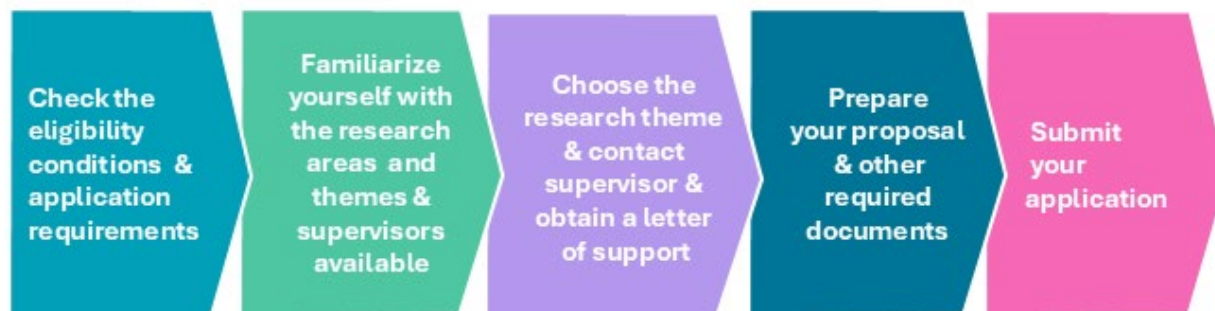 Check the
eligibility
conditions &
application
requirements
Familiarize
yourself with
the research
areas and
themes &
supervisors
available
Choose the
research theme
& contact
supervisor &
obtain a letter
of support
Prepare
your proposal
& other
required
documents
Submit
your
application